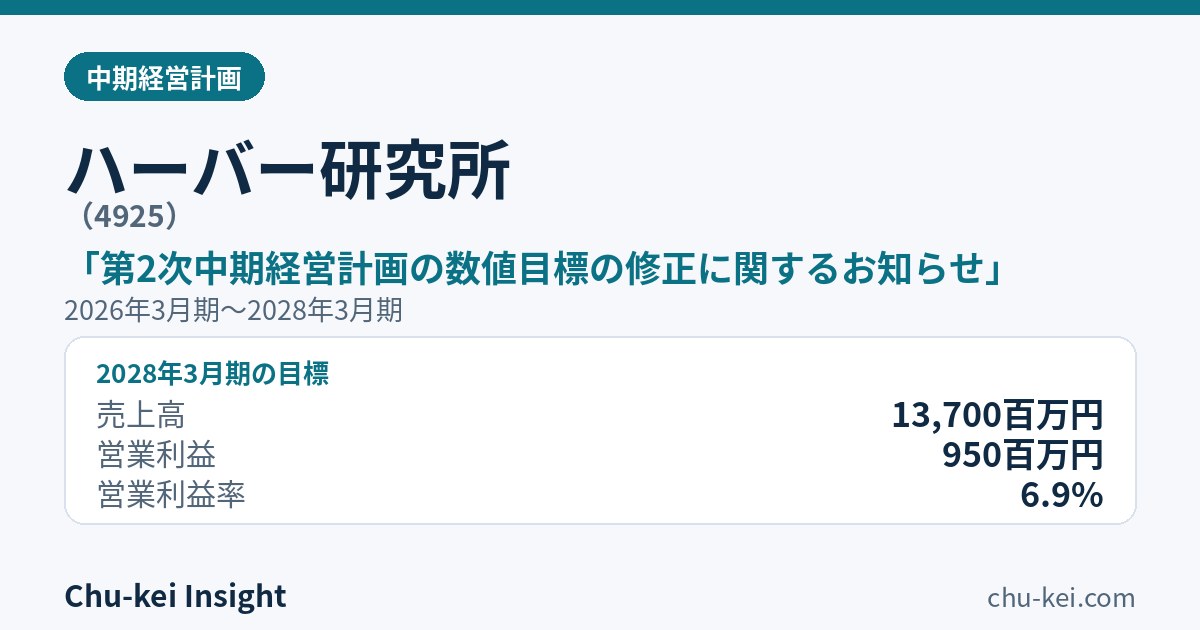 中期経営計画
ハーバー研究所
（4925）
「第2次中期経営計画の数値目標の修正に関するお知らせ」
2026年3月期～2028年3月期
2028年3月期の目標
売上高 13,700百万円
営業利益 950百万円
営業利益率 6.9%
Chu-kei Insight chu-kei.com